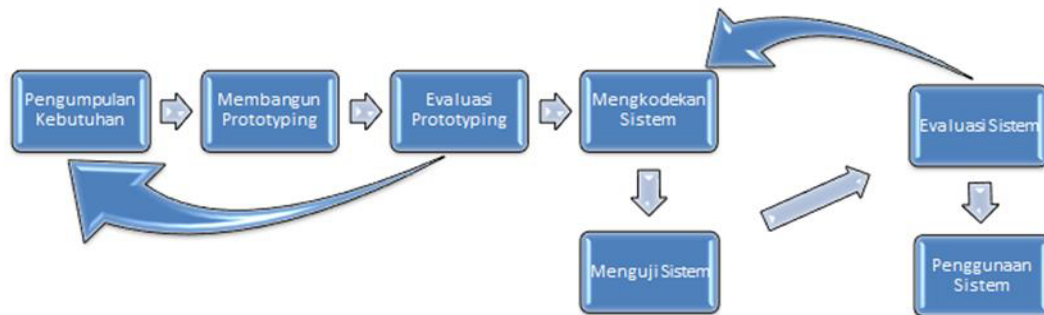 Pengumpulan
Kebutuhan
Membangun
Prototyping
Evaluasi
Prototyping
Mengkodekan
Sistem
Menguji Sistem
Evaluasi Sistem
Penggunaan
Sistem